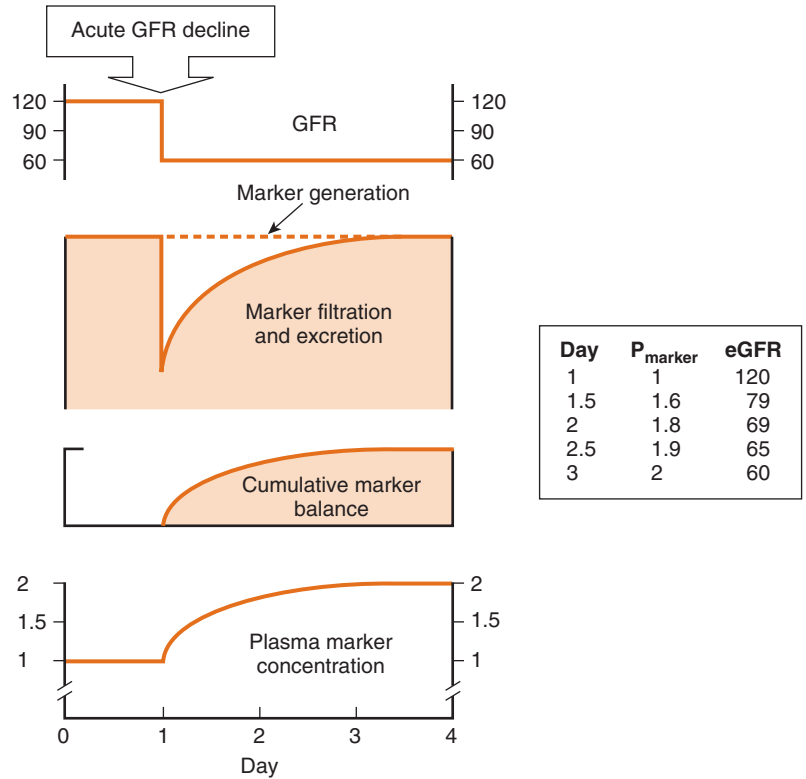 Acute GFR decline
120
90
60
GFR
120
90
60
Marker generation
Marker filtration
and excretion
Cumulative marker
balance
2
1.5
1
Plasma marker
concentration
2
1.5
1
0 1 2 3 4
Day
Day P_marker eGFR
1 1 120
1.5 1.6 79
2 1.8 69
2.5 1.9 65
3 2 60